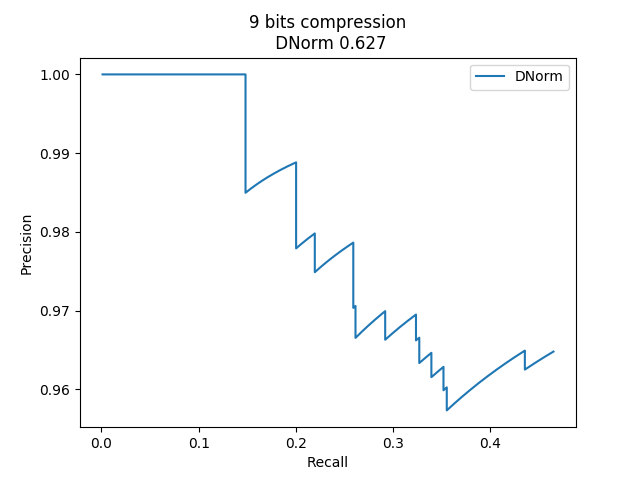 9 bits compression
DNorm 0.627
DNorm
1.00
0.99
0.98
0.97
0.96
Precision
0.0 0.1 0.2 0.3 0.4
Recall